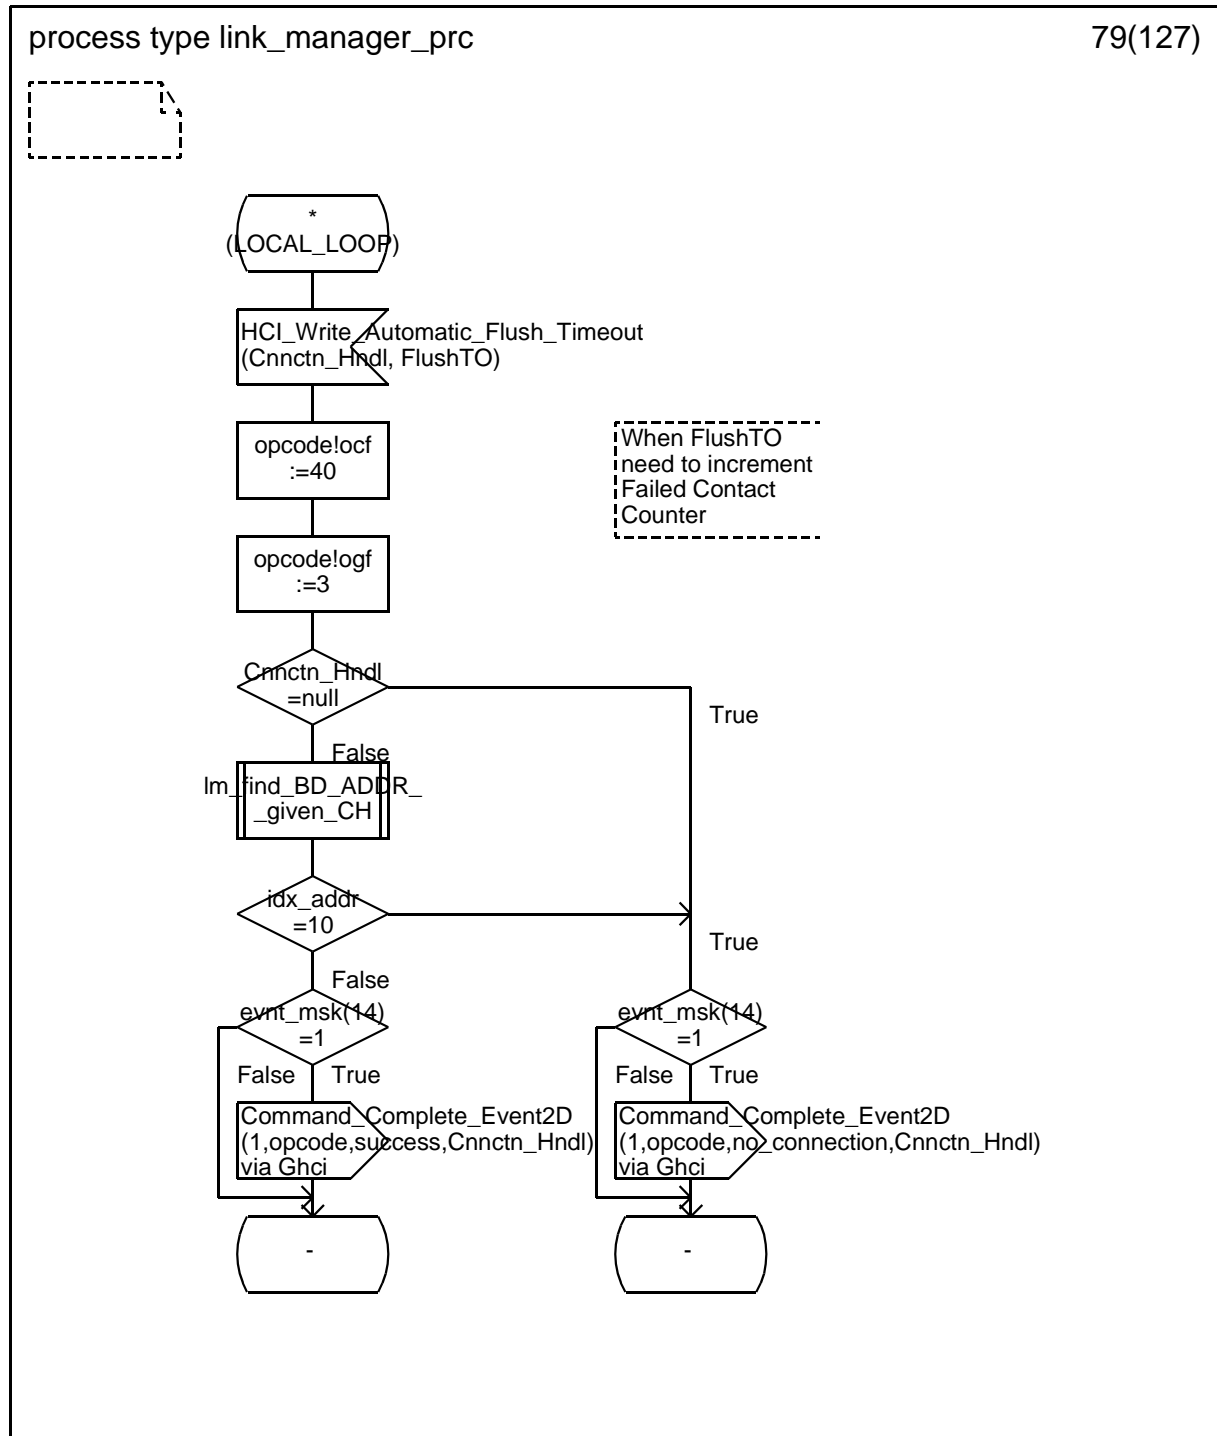 process type link_manager_prc
79(127)
*
(LOCAL_LOOP)
HCI_Write_Automatic_Flush_Timeout
(Cnnctn_Hndl, FlushTO)
opcode!ocf
:=40
When FlushTO
need to increment
Failed Contact
Counter
opcode!ogf
:=3
Cnnctn_Hndl
=null
True
False
lm_find_BD_ADDR_
_given_CH
idx_addr
=10
True
False
evnt_msk(14)
=1
evnt_msk(14)
=1
False
True
False
True
Command_Complete_Event2D
(1,opcode,success,Cnnctn_Hndl)
via Ghci
Command_Complete_Event2D
(1,opcode,no_connection,Cnnctn_Hndl)
via Ghci
-
-